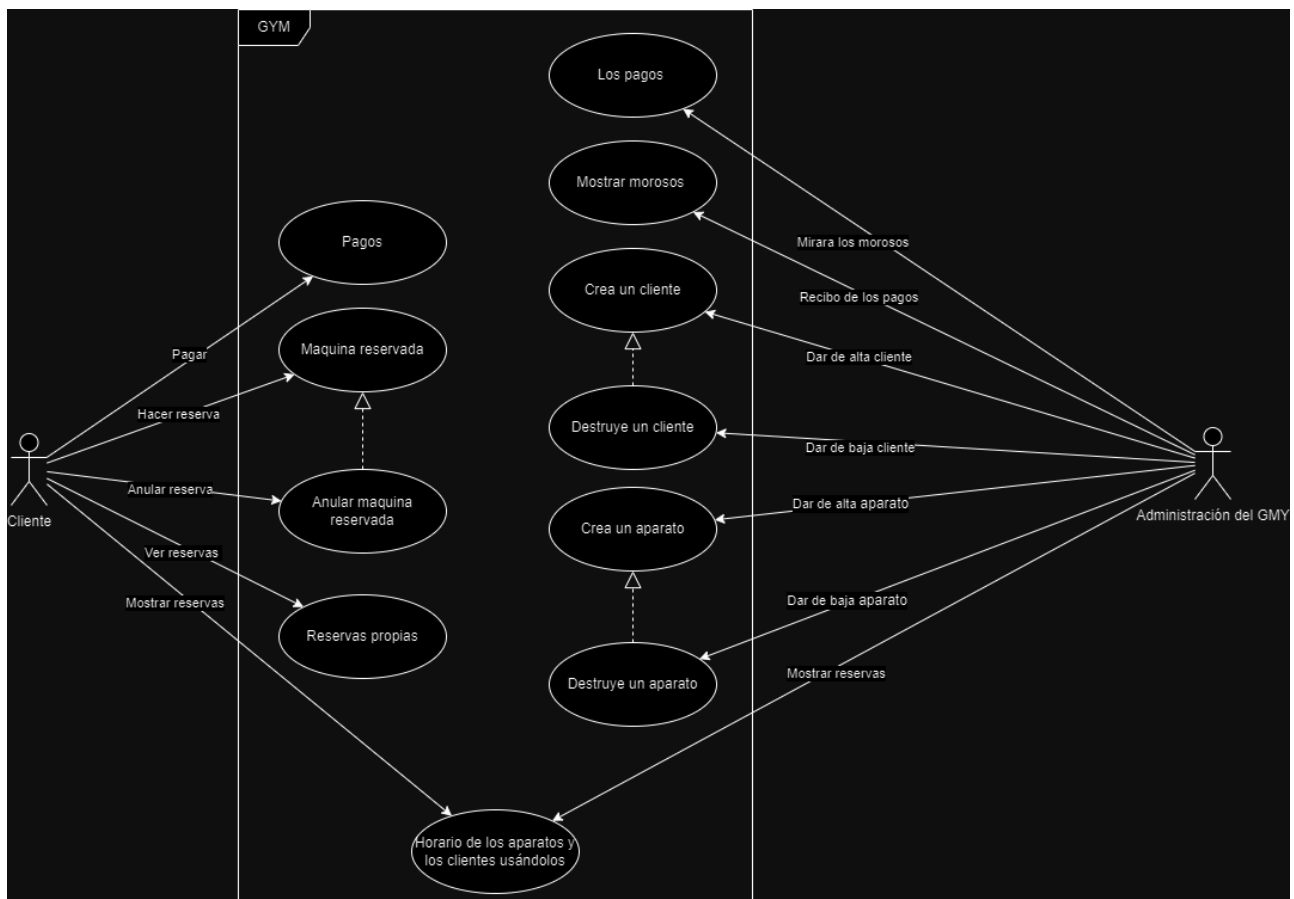 GYM
Los pagos
Mostrar morosos
Mirara los morosos
Pagos
Crea un cliente
Recibo de los pagos
Maquina reservada
Pagar
Dar de alta cliente
Hacer reserva
Destruye un cliente
Dar de baja cliente
Anular reserva
Anular maquina
reservada
Dar de alta aparato
Crea un aparato
Cliente
Administración del GMY
Ver reservas
Mostrar reservas
Dar de baja aparato
Reservas propias
Destruye un aparato
Mostrar reservas
Horario de los aparatos y
los clientes usándolos